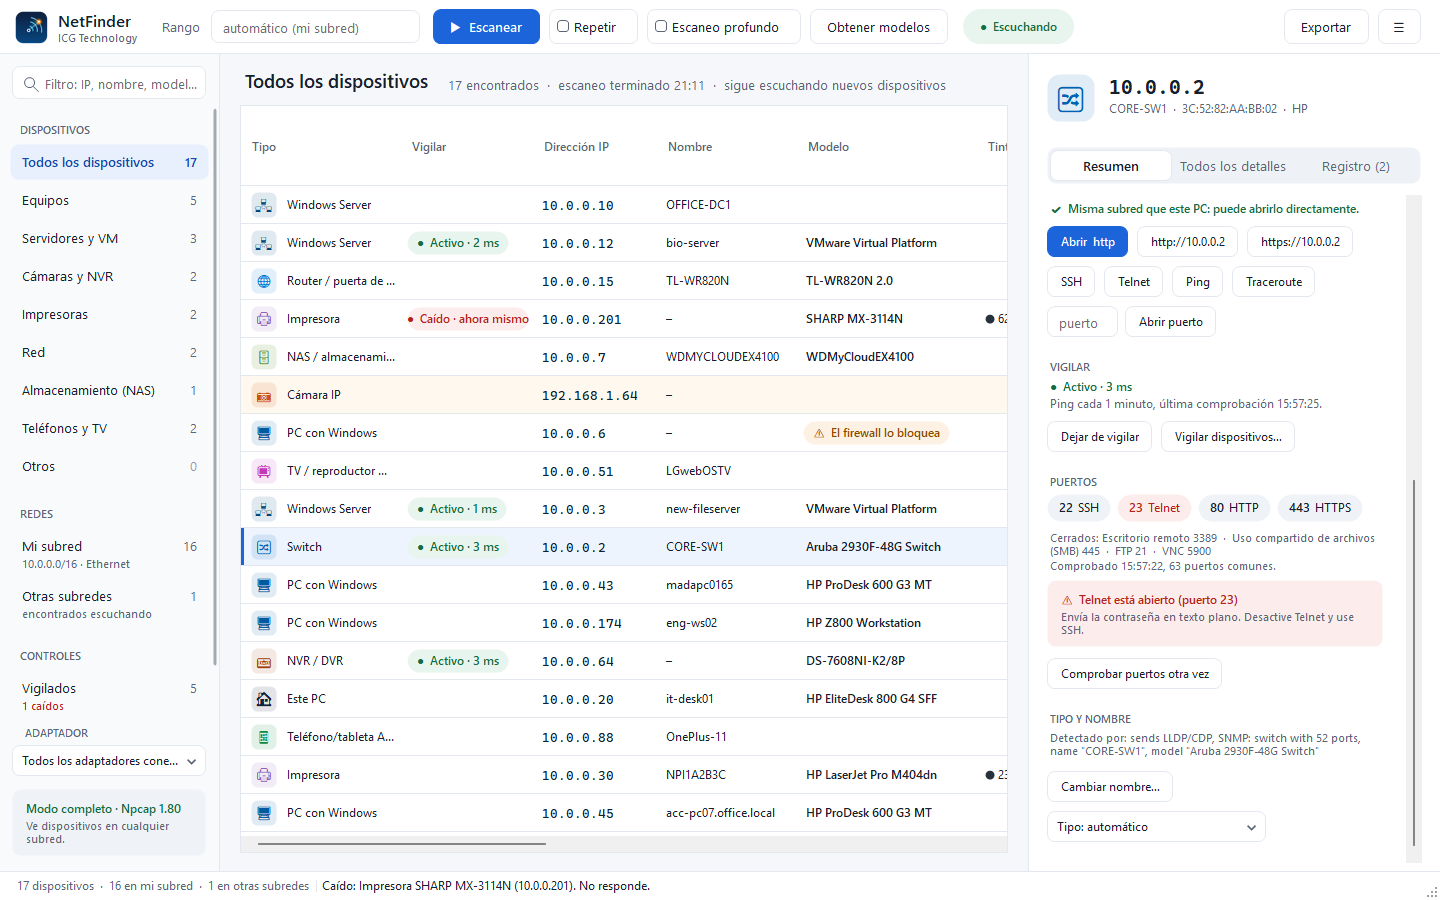 NetFinder
ICG Technology
Rango
automático (mi subred)
Escanear
Repetir
Escaneo profundo
Obtener modelos
Escuchando
Exportar
Filtro: IP, nombre, model...
DISPOSITIVOS
Todos los dispositivos 17
Equipos 5
Servidores y VM 3
Cámaras y NVR 2
Impresoras 2
Red 2
Almacenamiento (NAS) 1
Teléfonos y TV 2
Otros 0
REDES
Mi subred 16
10.0.0.0/16 · Ethernet
Otras subredes 1
encontrados escuchando
CONTROLES
Vigilados 5
1 caídos
ADAPTADOR
Todos los adaptadores cone...
Modo completo · Npcap 1.80
Ve dispositivos en cualquier
subred.
Todos los dispositivos 17 encontrados · escaneo terminado 21:11 · sigue escuchando nuevos dispositivos
Tipo Vigilar Dirección IP Nombre Modelo Tint
Windows Server 10.0.0.10 OFFICE-DC1
Windows Server Activo · 2 ms 10.0.0.12 bio-server VMware Virtual Platform
Router / puerta de ... 10.0.0.15 TL-WR820N TL-WR820N 2.0
Impresora Caído · ahora mismo 10.0.0.201 – SHARP MX-3114N 62
NAS / almacenami... 10.0.0.7 WDMYCLOUDEX4100 WDMyCloudEX4100
Cámara IP 192.168.1.64 –
PC con Windows 10.0.0.6 – El firewall lo bloquea
TV / reproductor ... 10.0.0.51 LGwebOSTV
Windows Server Activo · 1 ms 10.0.0.3 new-fileserver VMware Virtual Platform
Switch Activo · 3 ms 10.0.0.2 CORE-SW1 Aruba 2930F-48G Switch
PC con Windows 10.0.0.43 madapc0165 HP ProDesk 600 G3 MT
PC con Windows 10.0.0.174 eng-ws02 HP Z800 Workstation
NVR / DVR Activo · 3 ms 10.0.0.64 – DS-7608NI-K2/8P
Este PC 10.0.0.20 it-desk01 HP EliteDesk 800 G4 SFF
Teléfono/tableta A... 10.0.0.88 OnePlus-11
Impresora 10.0.0.30 NPI1A2B3C HP LaserJet Pro M404dn 23
PC con Windows 10.0.0.45 acc-pc07.office.local HP ProDesk 600 G3 MT
10.0.0.2
CORE-SW1 · 3C:52:82:AA:BB:02 · HP
Resumen Todos los detalles Registro (2)
Misma subred que este PC: puede abrirlo directamente.
Abrir http http://10.0.0.2 https://10.0.0.2
SSH Telnet Ping Traceroute
puerto Abrir puerto
VIGILAR
Activo · 3 ms
Ping cada 1 minuto, última comprobación 15:57:25.
Dejar de vigilar Vigilar dispositivos...
PUERTOS
22 SSH 23 Telnet 80 HTTP 443 HTTPS
Cerrados: Escritorio remoto 3389 · Uso compartido de archivos
(SMB) 445 · FTP 21 · VNC 5900
Comprobado 15:57:22, 63 puertos comunes.
Telnet está abierto (puerto 23)
Envía la contraseña en texto plano. Desactive Telnet y use
SSH.
Comprobar puertos otra vez
TIPO Y NOMBRE
Detectado por: sends LLDP/CDP, SNMP: switch with 52 ports,
name "CORE-SW1", model "Aruba 2930F-48G Switch"
Cambiar nombre...
Tipo: automático
17 dispositivos · 16 en mi subred · 1 en otras subredes Caído: Impresora SHARP MX-3114N (10.0.0.201). No responde.